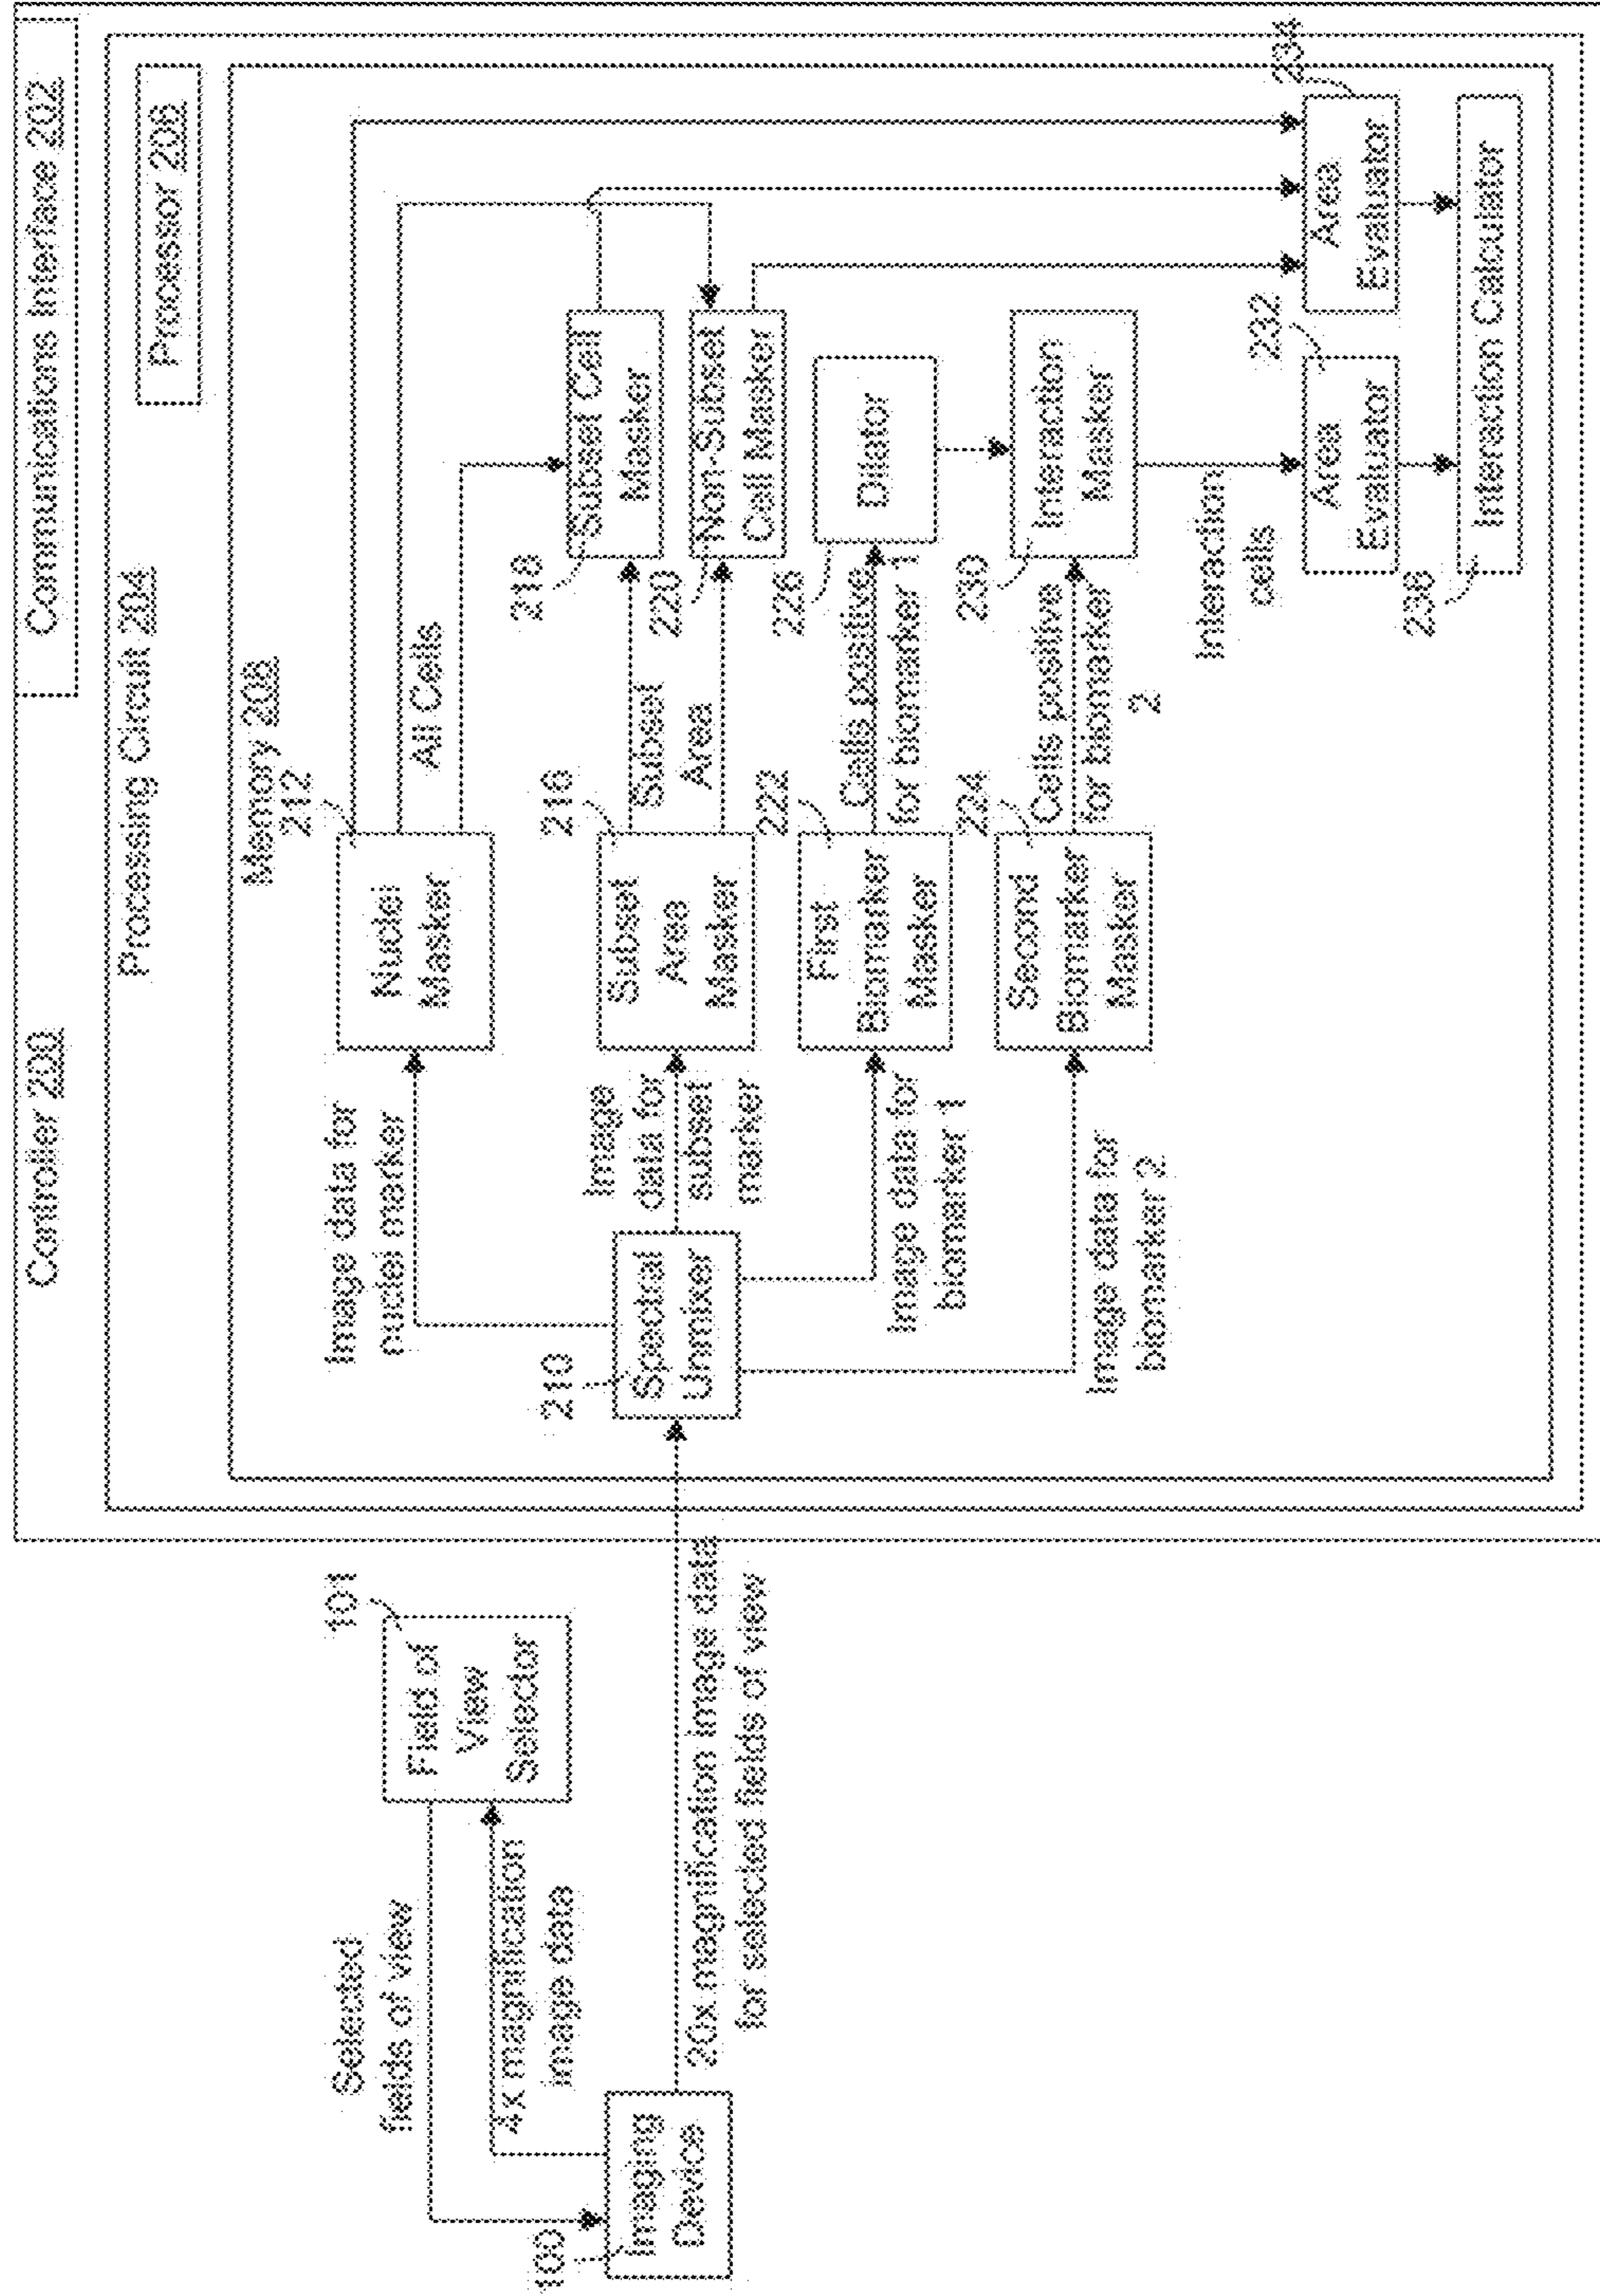 Controller 200
Communications Interface 202
Processing Circuit 204
Processor 206
Memory 208
101
Field of
View
Selector
Selected
fields of view
4x magnification
image data
100
Imaging
Device
20x magnification image data
for selected fields of view
210
Spectral
Unmixer
Image data for
nuclei marker
Image
data for
subset
marker
Image data for
biomarker 1
Image data for
biomarker 2
212
Nuclei
Masker
All Cells
216
Subset
Area
Masker
Subset
Area
218
Subset Cell
Masker
220
Non-Subset
Cell Masker
222
First
Biomarker
Masker
Cells positive
for biomarker 1
226
Dilator
224
Second
Biomarker
Masker
Cells positive
for biomarker
2
230
Interaction
Masker
Interaction
cells
232
Area
Evaluator
234
Area
Evaluator
236
Interaction Calculator